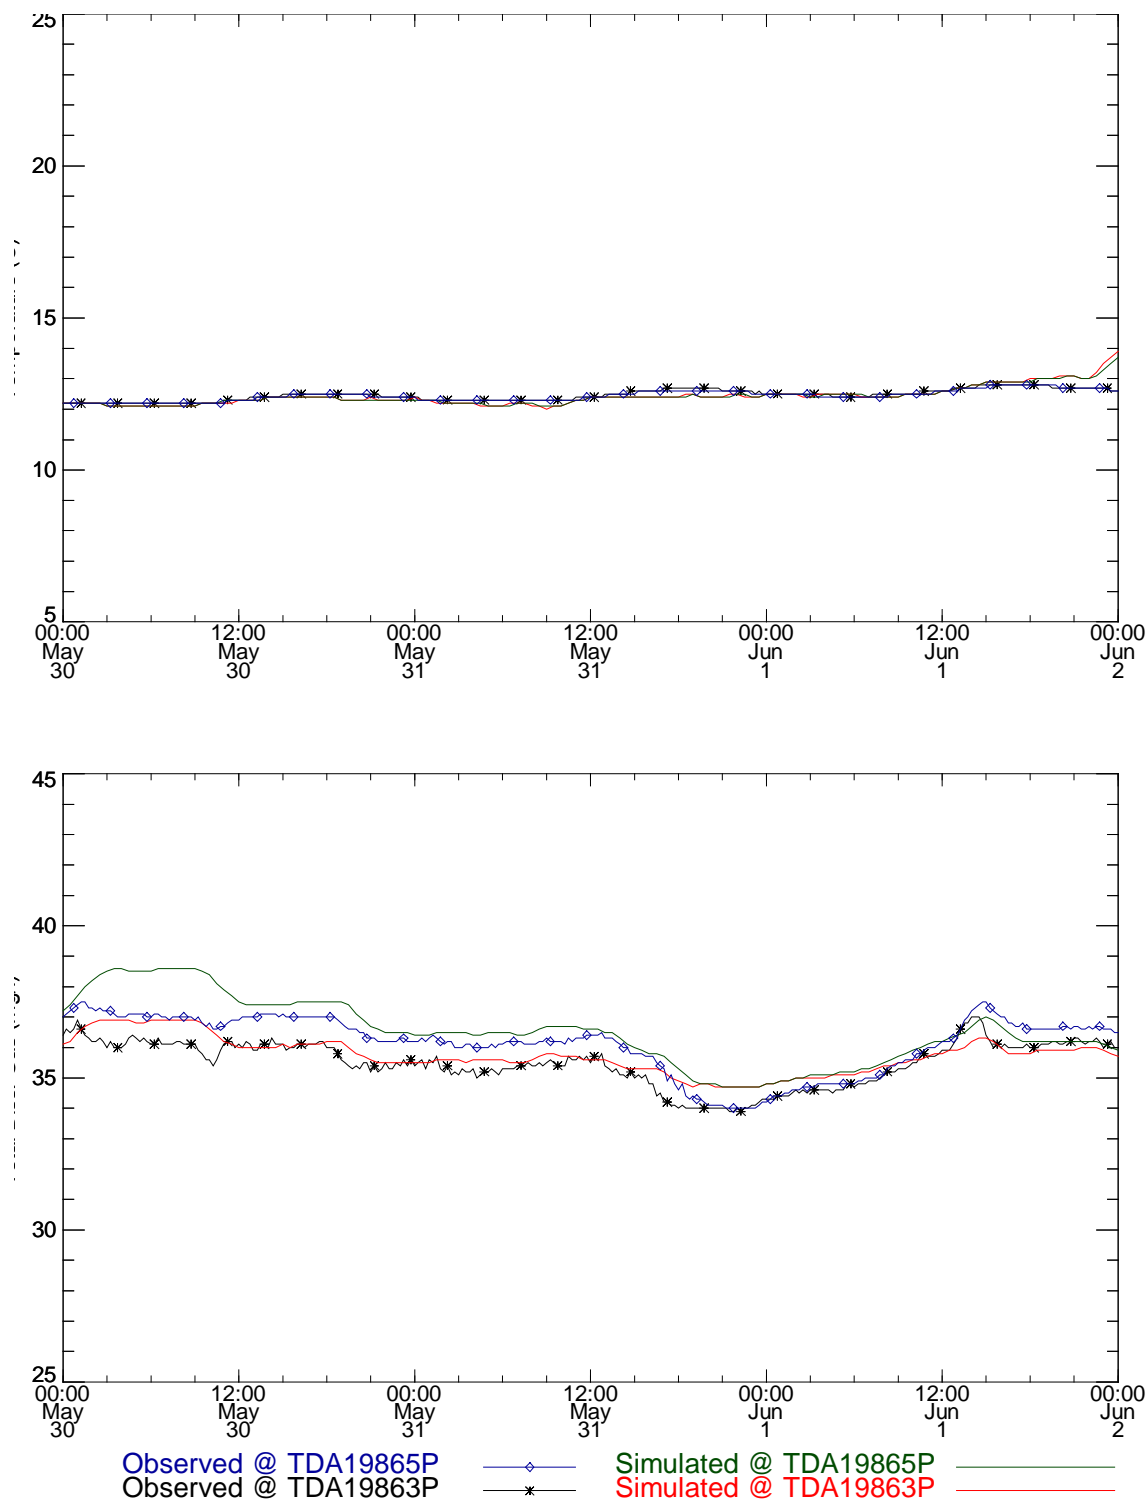 25
20
15
10
5
00:00 12:00 00:00 12:00 00:00 12:00 00:00
May May May May Jun Jun Jun
30 30 31 31 1 1 2
45
40
35
30
25
00:00 12:00 00:00 12:00 00:00 12:00 00:00
May May May May Jun Jun Jun
30 30 31 31 1 1 2
Observed @ TDA19865P Simulated @ TDA19865P
Observed @ TDA19863P Simulated @ TDA19863P